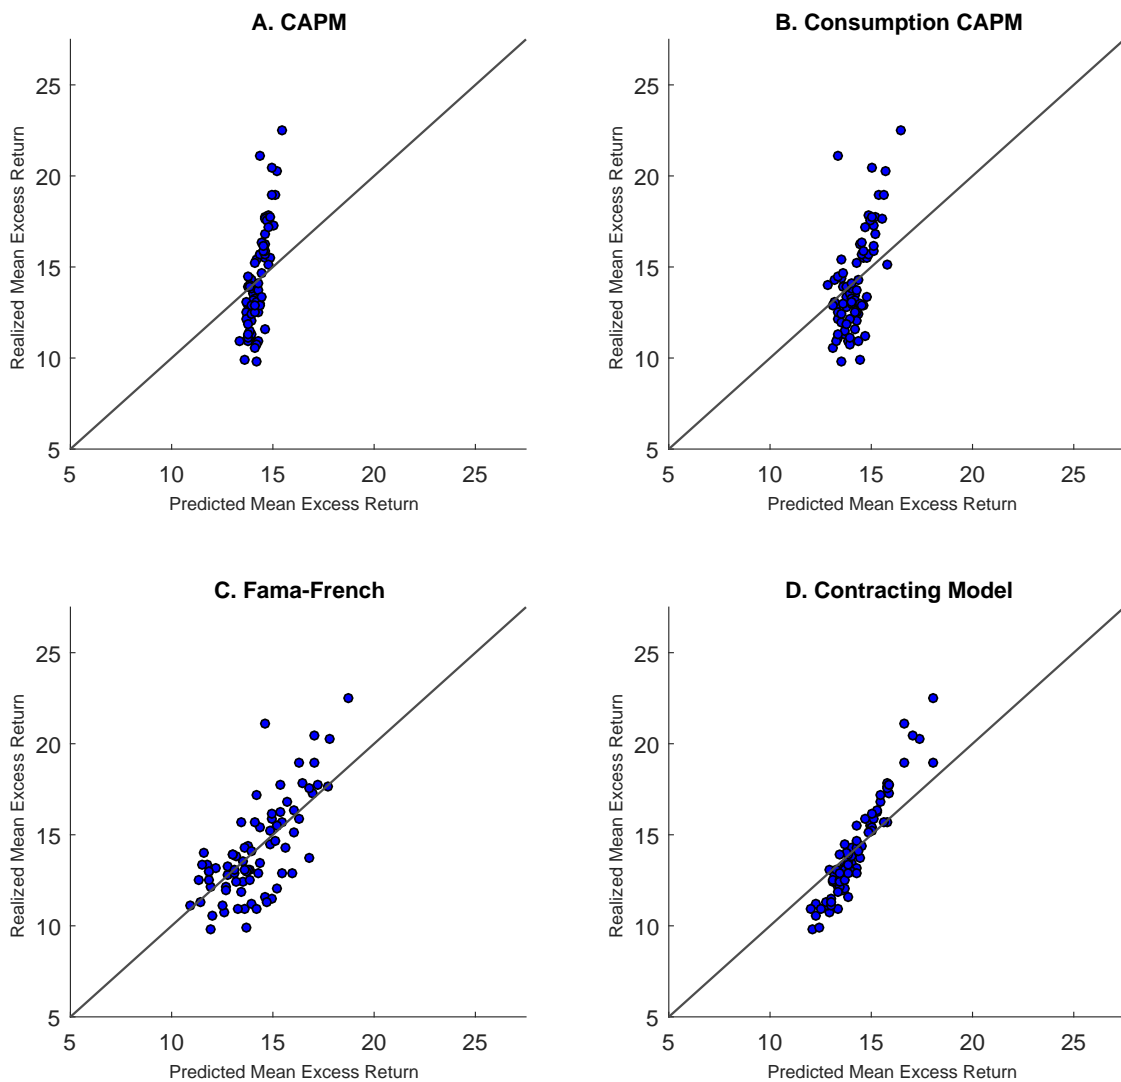 A. CAPM
Realized Mean Excess Return
25
20
15
10
5
5 10 15 20 25
Predicted Mean Excess Return
B. Consumption CAPM
Realized Mean Excess Return
25
20
15
10
5
5 10 15 20 25
Predicted Mean Excess Return
C. Fama-French
Realized Mean Excess Return
25
20
15
10
5
5 10 15 20 25
Predicted Mean Excess Return
D. Contracting Model
Realized Mean Excess Return
25
20
15
10
5
5 10 15 20 25
Predicted Mean Excess Return